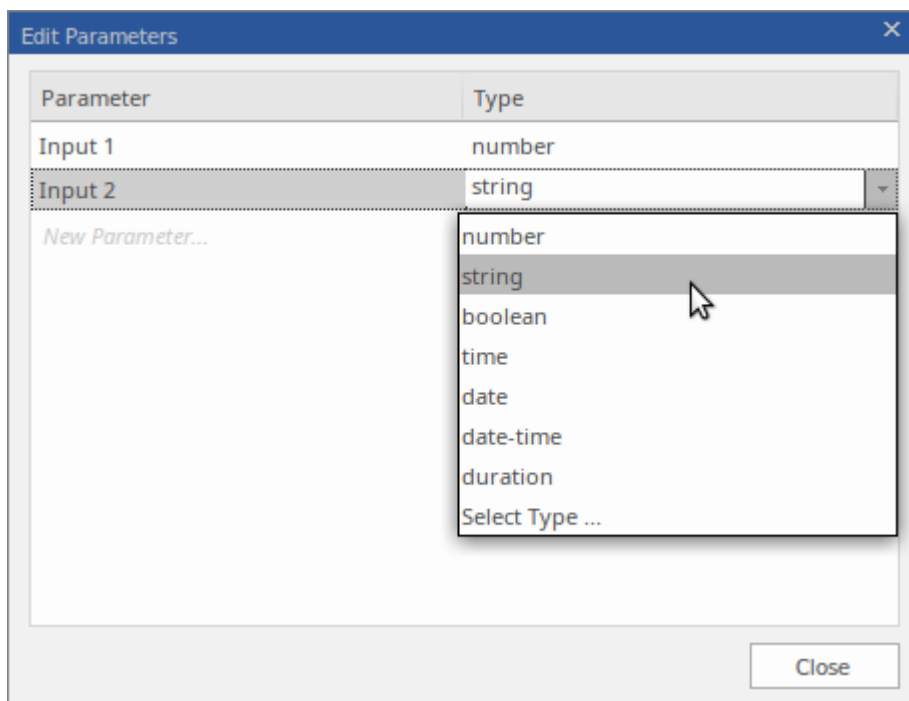 Edit Parameters
Parameter Type
Input 1 number
Input 2 string
New Parameter...
number
string
boolean
time
date
date-time
duration
Select Type ...
Close